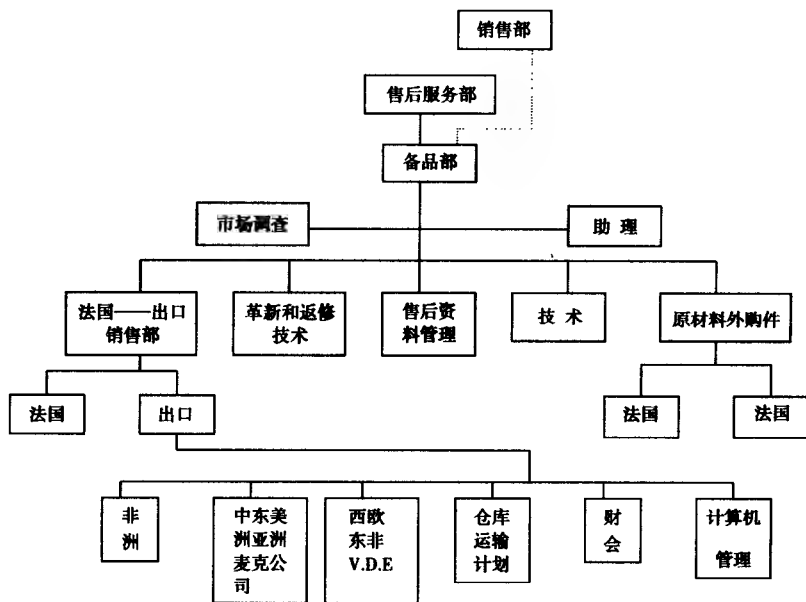 销售部
售后服务部
备品部
市场调查
助 理
法国——出口
销售部
革新和返修
技术
售后资
料管理
技 术
原材料外购件
法国
出口
法国
法国
非
洲
中东美
洲亚洲
麦克公
司
西欧
东非
V.D.E
仓库
运输
计划
财
会
计算机
管理